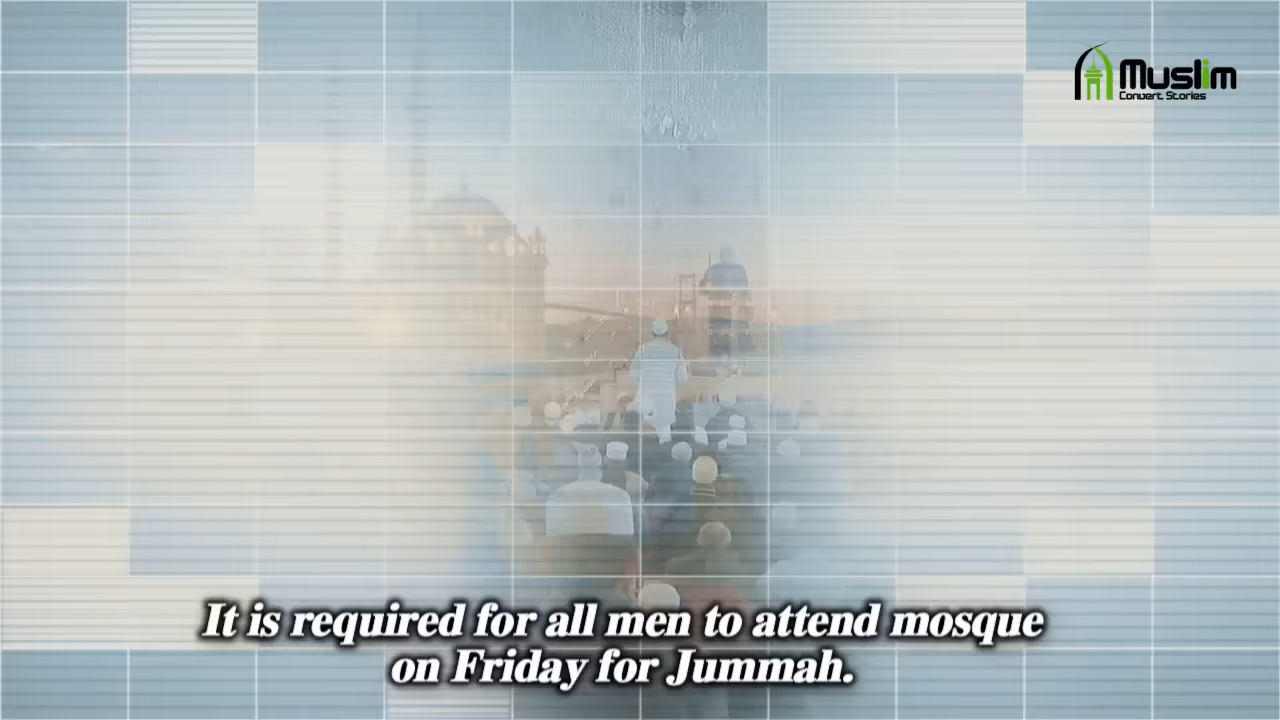 Muslim
Convert Stories
It is required for all men to attend mosque
on Friday for Jummah.